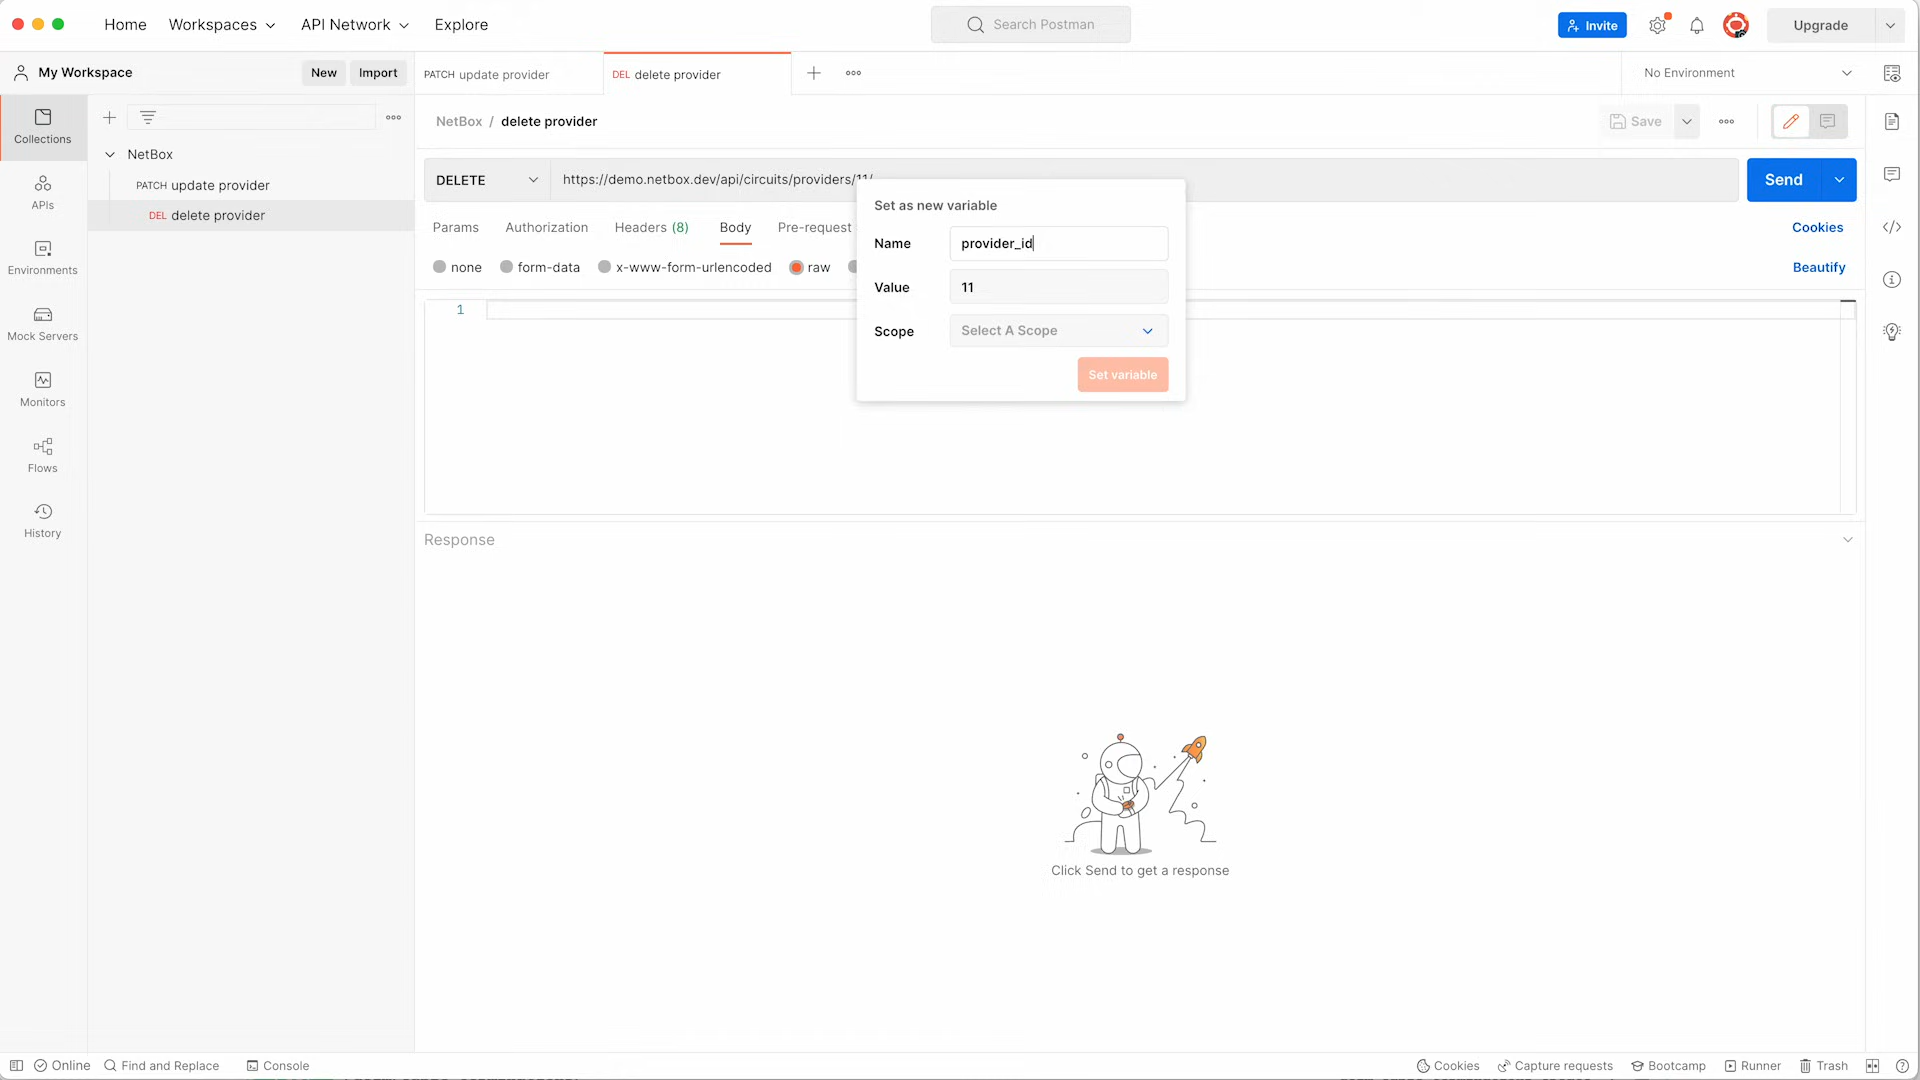 Home Workspaces API Network Explore Search Postman Invite Upgrade
My Workspace New Import PATCH update provider DEL delete provider No Environment
Collections
NetBox / delete provider Save
NetBox
PATCH update provider
DEL delete provider
DELETE https://demo.netbox.dev/api/circuits/providers/11/ Send
APIs
Environments
Mock Servers
Monitors
Flows
History
Params Authorization Headers (8) Body Pre-request Cookies
none form-data x-www-form-urlencoded raw Beautify
1
Set as new variable
Name provider_id
Value 11
Scope Select A Scope
Set variable
Response
Click Send to get a response
Online Find and Replace Console Cookies Capture requests Bootcamp Runner Trash